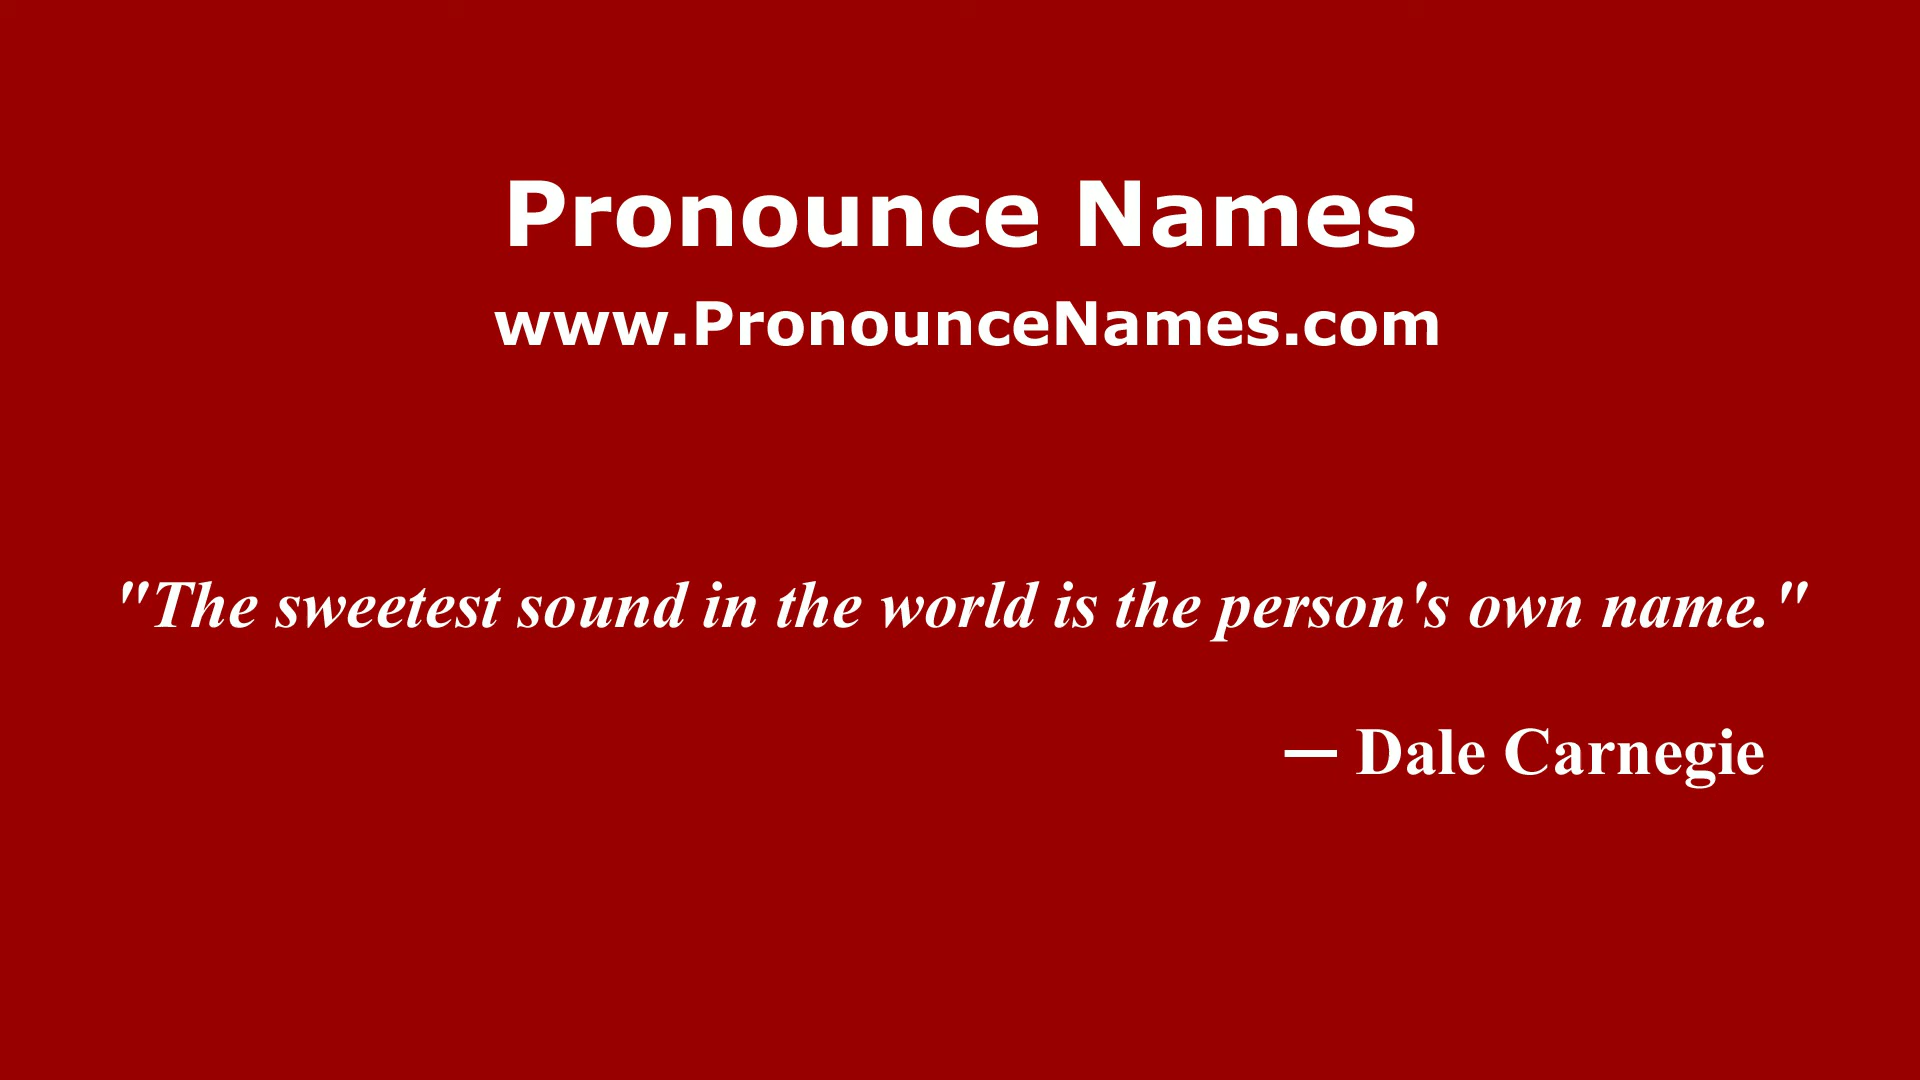 Pronounce Names
www.PronounceNames.com
"The sweetest sound in the world is the person's own name."
— Dale Carnegie